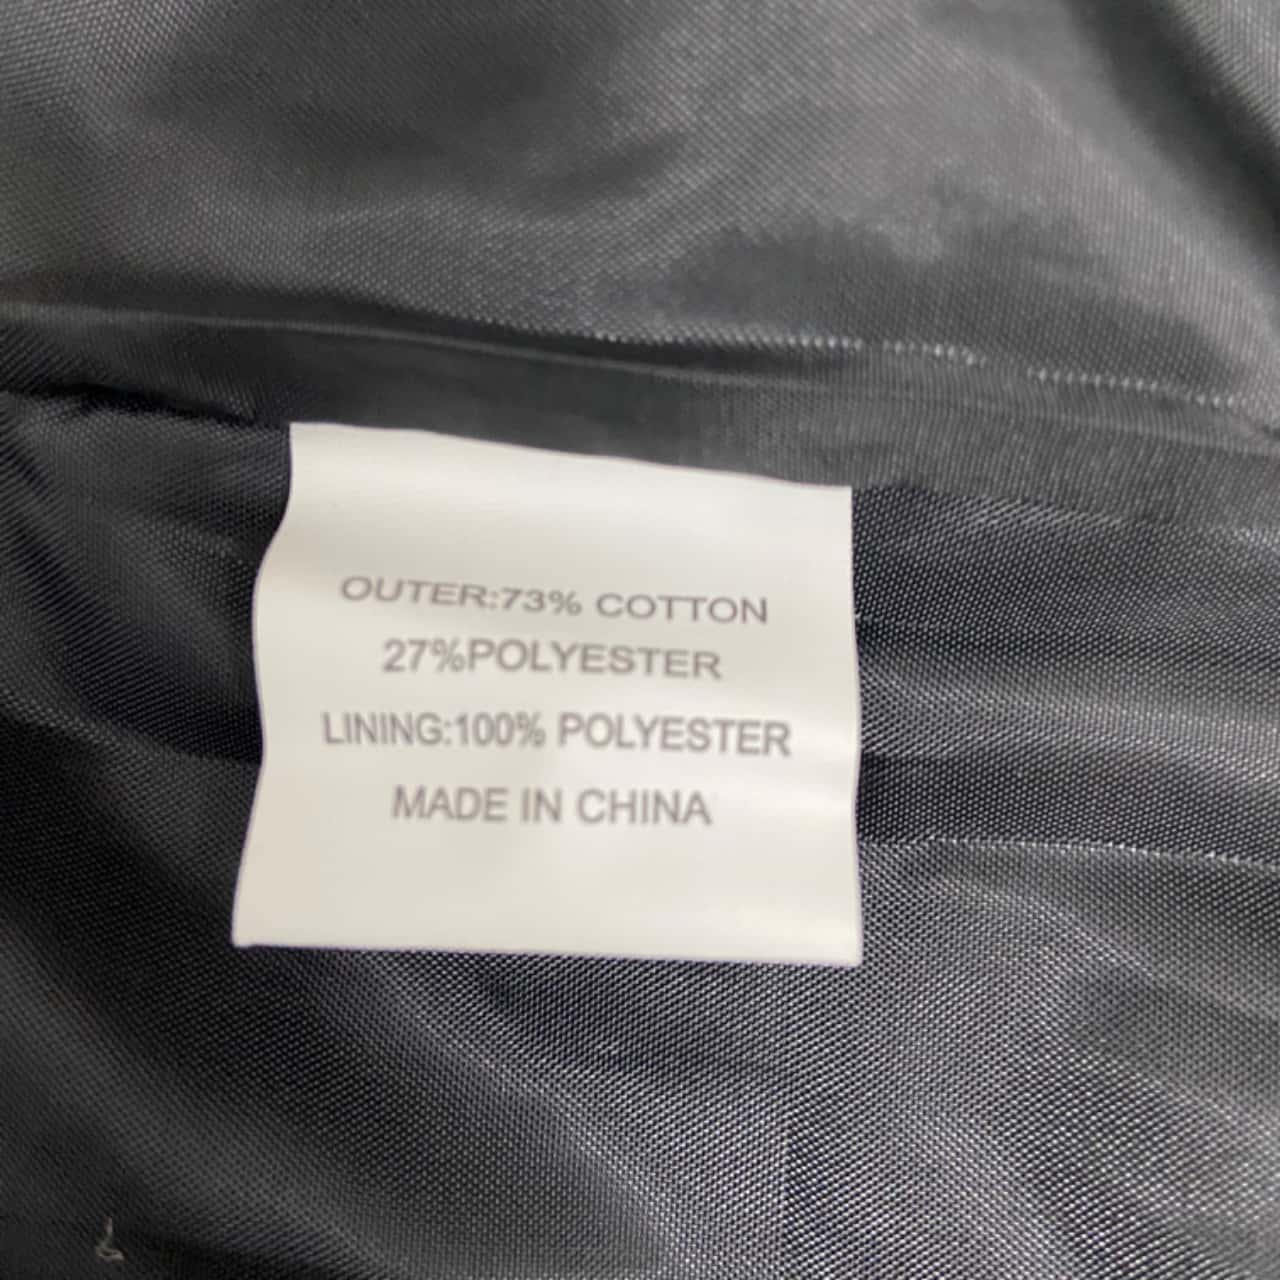 OUTER:73% COTTON
27%POLYESTER
LINING:100% POLYESTER
MADE IN CHINA